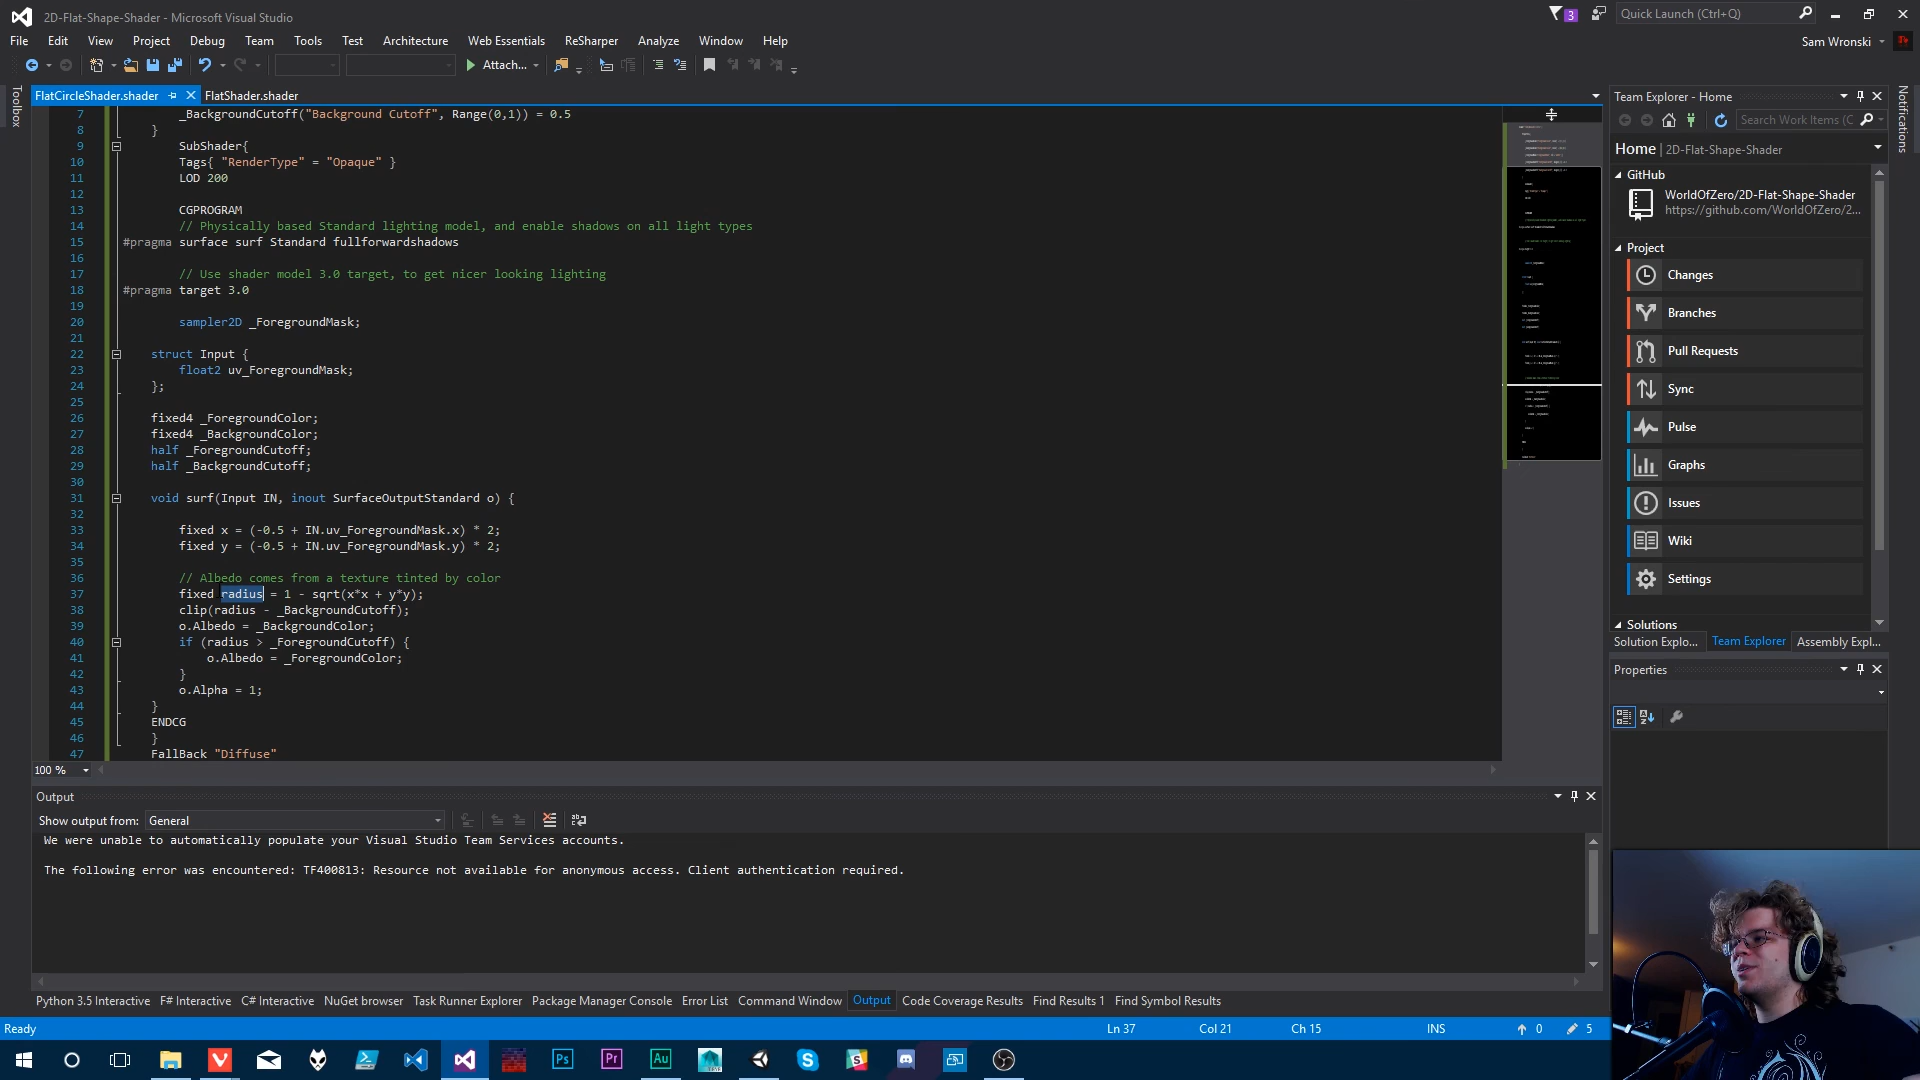 2D-Flat-Shape-Shader - Microsoft Visual Studio
3
Quick Launch (Ctrl+Q)
File Edit View Project Debug Team Tools Test Architecture Web Essentials ReSharper Analyze Window Help
Sam Wronski
Attach...
Toolbox
FlatCircleShader.shader
FlatShader.shader
7 _BackgroundCutoff("Background Cutoff", Range(0,1)) = 0.5
8 }
9 SubShader{
10 Tags{ "RenderType" = "Opaque" }
11 LOD 200
12
13 CGPROGRAM
14 // Physically based Standard lighting model, and enable shadows on all light types
15 #pragma surface surf Standard fullforwardshadows
16
17 // Use shader model 3.0 target, to get nicer looking lighting
18 #pragma target 3.0
19
20 sampler2D _ForegroundMask;
21
22 struct Input {
23 float2 uv_ForegroundMask;
24 };
25
26 fixed4 _ForegroundColor;
27 fixed4 _BackgroundColor;
28 half _ForegroundCutoff;
29 half _BackgroundCutoff;
30
31 void surf(Input IN, inout SurfaceOutputStandard o) {
32
33 fixed x = (-0.5 + IN.uv_ForegroundMask.x) * 2;
34 fixed y = (-0.5 + IN.uv_ForegroundMask.y) * 2;
35
36 // Albedo comes from a texture tinted by color
37 fixed radius = 1 - sqrt(x*x + y*y);
38 clip(radius - _BackgroundCutoff);
39 o.Albedo = _BackgroundColor;
40 if (radius > _ForegroundCutoff) {
41 o.Albedo = _ForegroundColor;
42 }
43 o.Alpha = 1;
44 }
45 ENDCG
46 }
47 FallBack "Diffuse"
100 %
Team Explorer - Home
Search Work Items (C
Home | 2D-Flat-Shape-Shader
GitHub
WorldOfZero/2D-Flat-Shape-Shader
https://github.com/WorldOfZero/2...
Project
Changes
Branches
Pull Requests
Sync
Pulse
Graphs
Issues
Wiki
Settings
Solutions
Solution Explo... Team Explorer Assembly Expl...
Properties
Notifications
Output
Show output from: General
We were unable to automatically populate your Visual Studio Team Services accounts.
The following error was encountered: TF400813: Resource not available for anonymous access. Client authentication required.
Python 3.5 Interactive F# Interactive C# Interactive NuGet browser Task Runner Explorer Package Manager Console Error List Command Window Output Code Coverage Results Find Results 1 Find Symbol Results
Ready Ln 37 Col 21 Ch 15 INS 0 5
Ps Pr Au